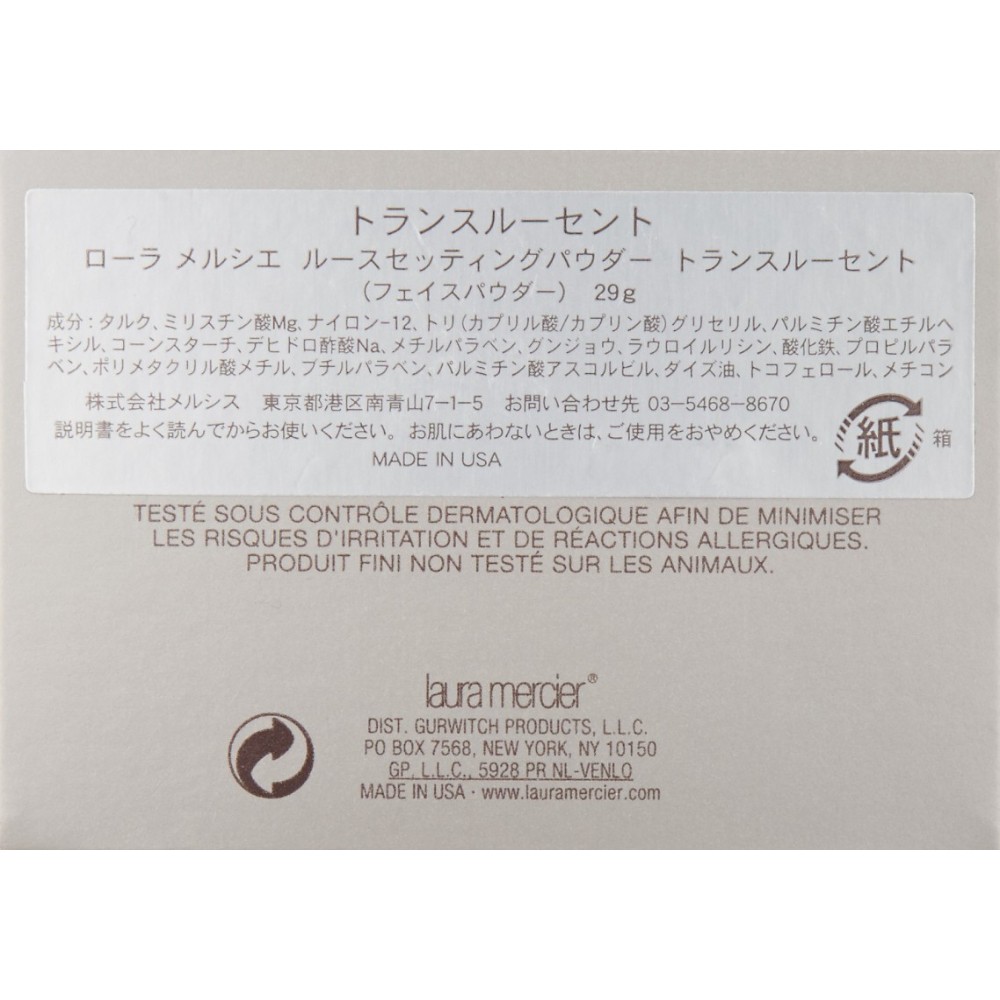 トランスルーセント
ローラ メルシエ ルースセッティングパウダー トランスルーセント
（フェイスパウダー） 29g
成分：タルク、ミリスチン酸Mg、ナイロン-12、トリ（カプリル酸/カプリン酸）グリセリル、パルミチン酸エチルヘ
キシル、コーンスターチ、デヒドロ酢酸Na、メチルパラベン、グンジョウ、ラウロイルリシン、酸化鉄、プロピルパラ
ベン、ポリメタクリル酸メチル、ブチルパラベン、パルミチン酸アスコルビル、ダイズ油、トコフェロール、メチコン
株式会社メルシス 東京都港区南青山7-1-5 お問い合わせ先 03-5468-8670
説明書をよく読んでからお使いください。お肌にあわないときは、ご使用をおやめください。
紙 箱
MADE IN USA
TESTÉ SOUS CONTRÔLE DERMATOLOGIQUE AFIN DE MINIMISER
LES RISQUES D'IRRITATION ET DE RÉACTIONS ALLERGIQUES.
PRODUIT FINI NON TESTÉ SUR LES ANIMAUX.
laura mercier®
DIST. GURWITCH PRODUCTS, L.L.C.
PO BOX 7568, NEW YORK, NY 10150
GP, L.L.C., 5928 PR NL-VENLO
MADE IN USA · www.lauramercier.com